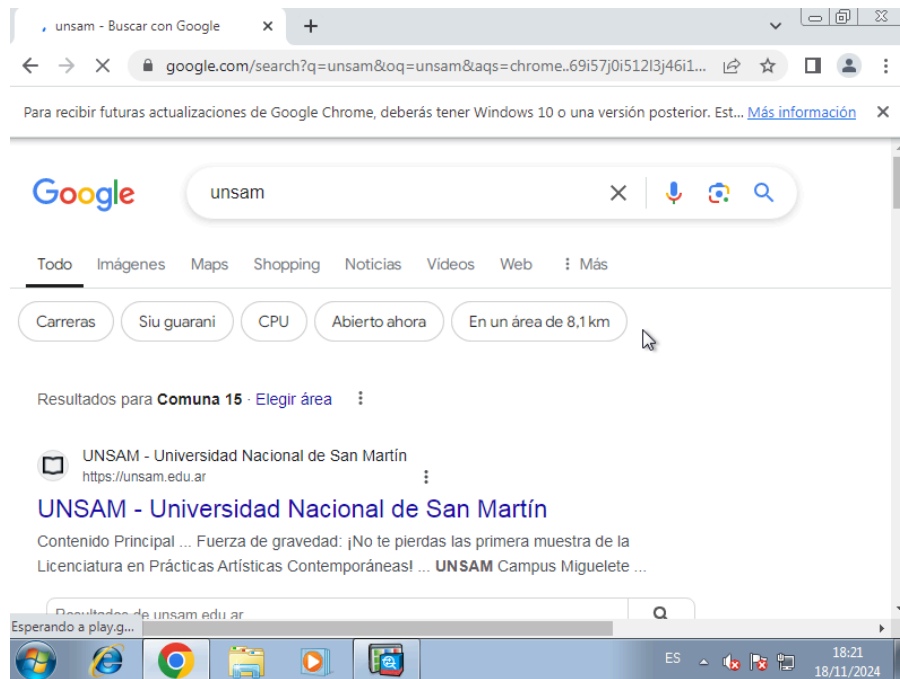 unsam - Buscar con Google
google.com/search?q=unsam&oq=unsam&aqs=chrome..69i57j0i512l3j46i1...
Para recibir futuras actualizaciones de Google Chrome, deberás tener Windows 10 o una versión posterior. Est... Más información
Google unsam
Todo Imágenes Maps Shopping Noticias Videos Web Más
Carreras Siu guarani CPU Abierto ahora En un área de 8,1 km
Resultados para Comuna 15 · Elegir área
UNSAM - Universidad Nacional de San Martín
https://unsam.edu.ar
UNSAM - Universidad Nacional de San Martín
Contenido Principal ... Fuerza de gravedad: ¡No te pierdas las primera muestra de la
Licenciatura en Prácticas Artísticas Contemporáneas! ... UNSAM Campus Miguelete ...
Resultados de unsam.edu.ar
Esperando a play.g...
ES 18:21
18/11/2024